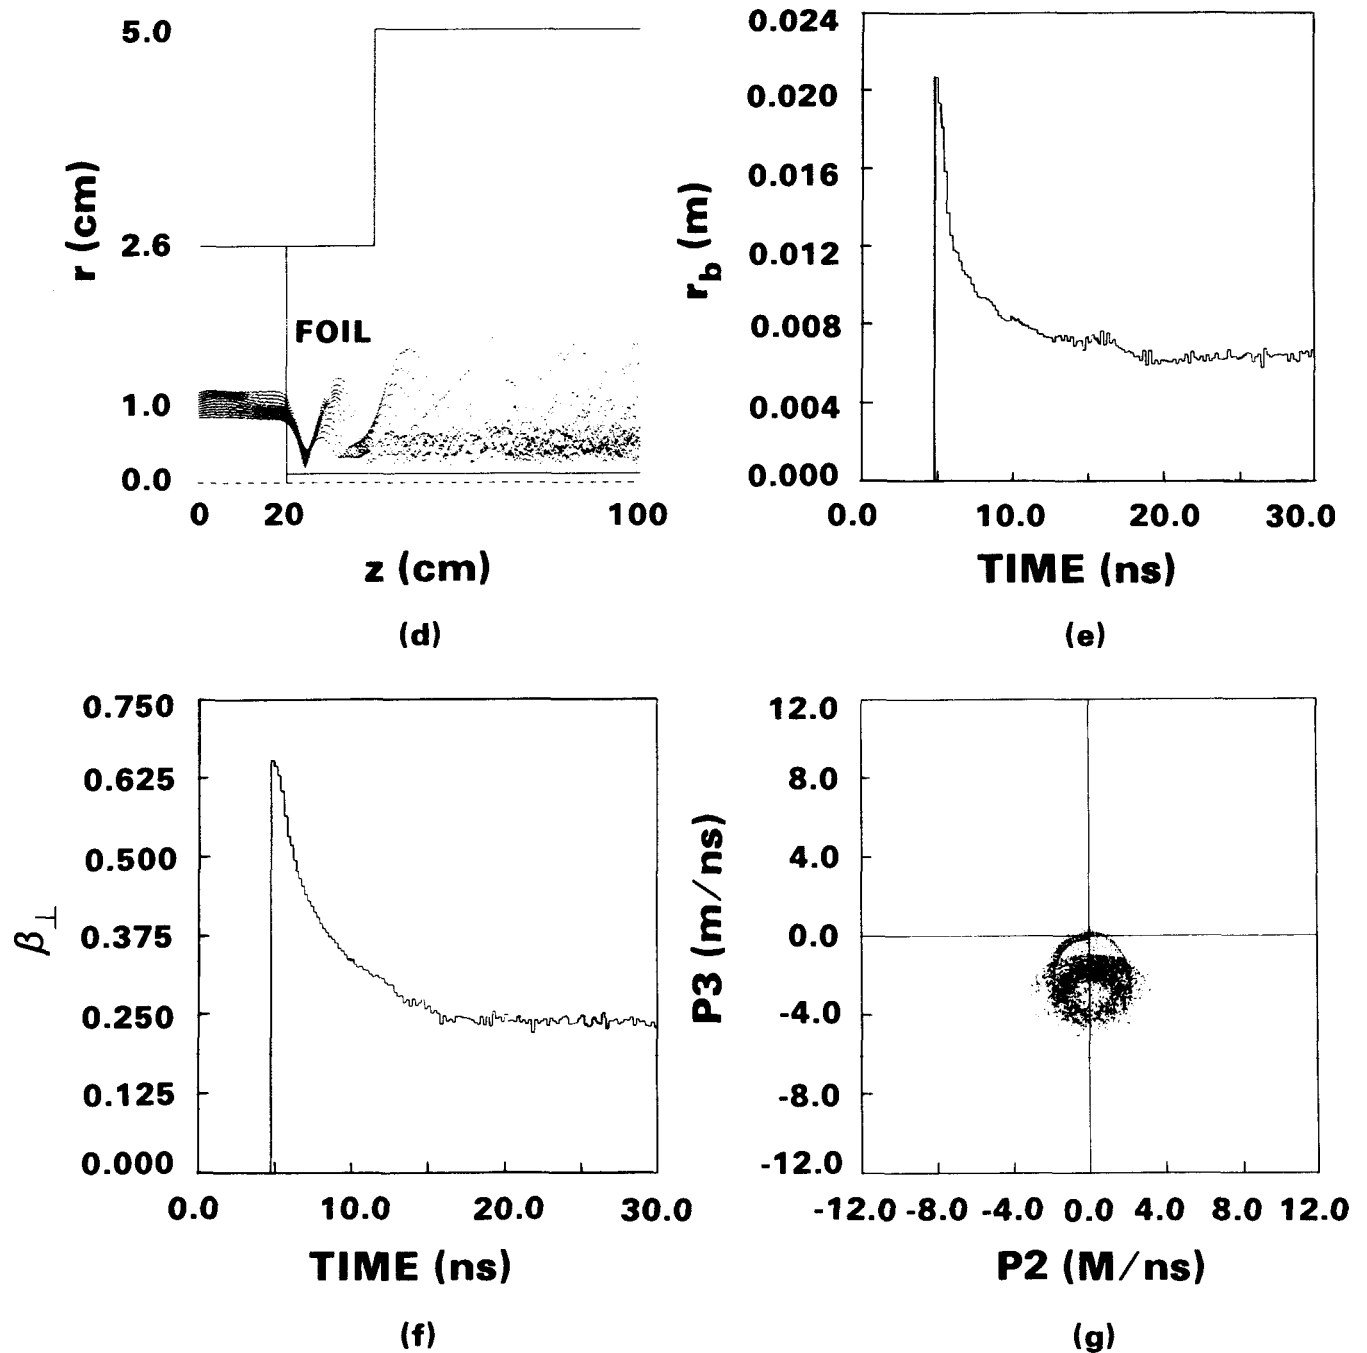 5.0
r (cm)
2.6
FOIL
1.0
0.0
0 20 100
z (cm)
(d)
0.024
0.020
0.016
r_b (m)
0.012
0.008
0.004
0.000
0.0 10.0 20.0 30.0
TIME (ns)
(e)
0.750
0.625
0.500
β⊥
0.375
0.250
0.125
0.000
0.0 10.0 20.0 30.0
TIME (ns)
(f)
12.0
8.0
4.0
P3 (m/ns)
0.0
-4.0
-8.0
-12.0
-12.0 -8.0 -4.0 0.0 4.0 8.0 12.0
P2 (M/ns)
(g)